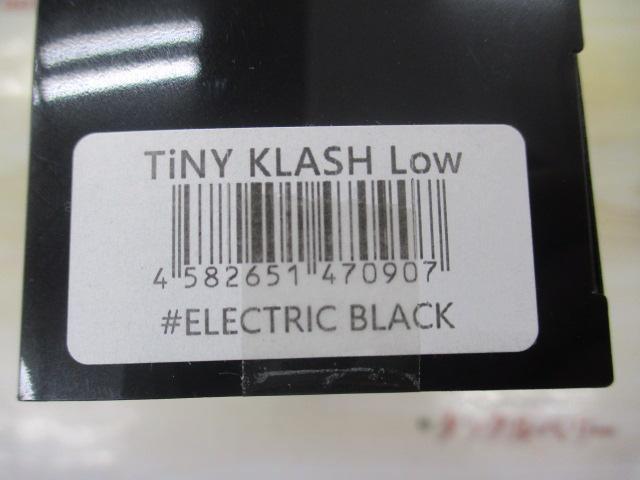 TiNY KLASH Low
4 582651 470907
#ELECTRIC BLACK